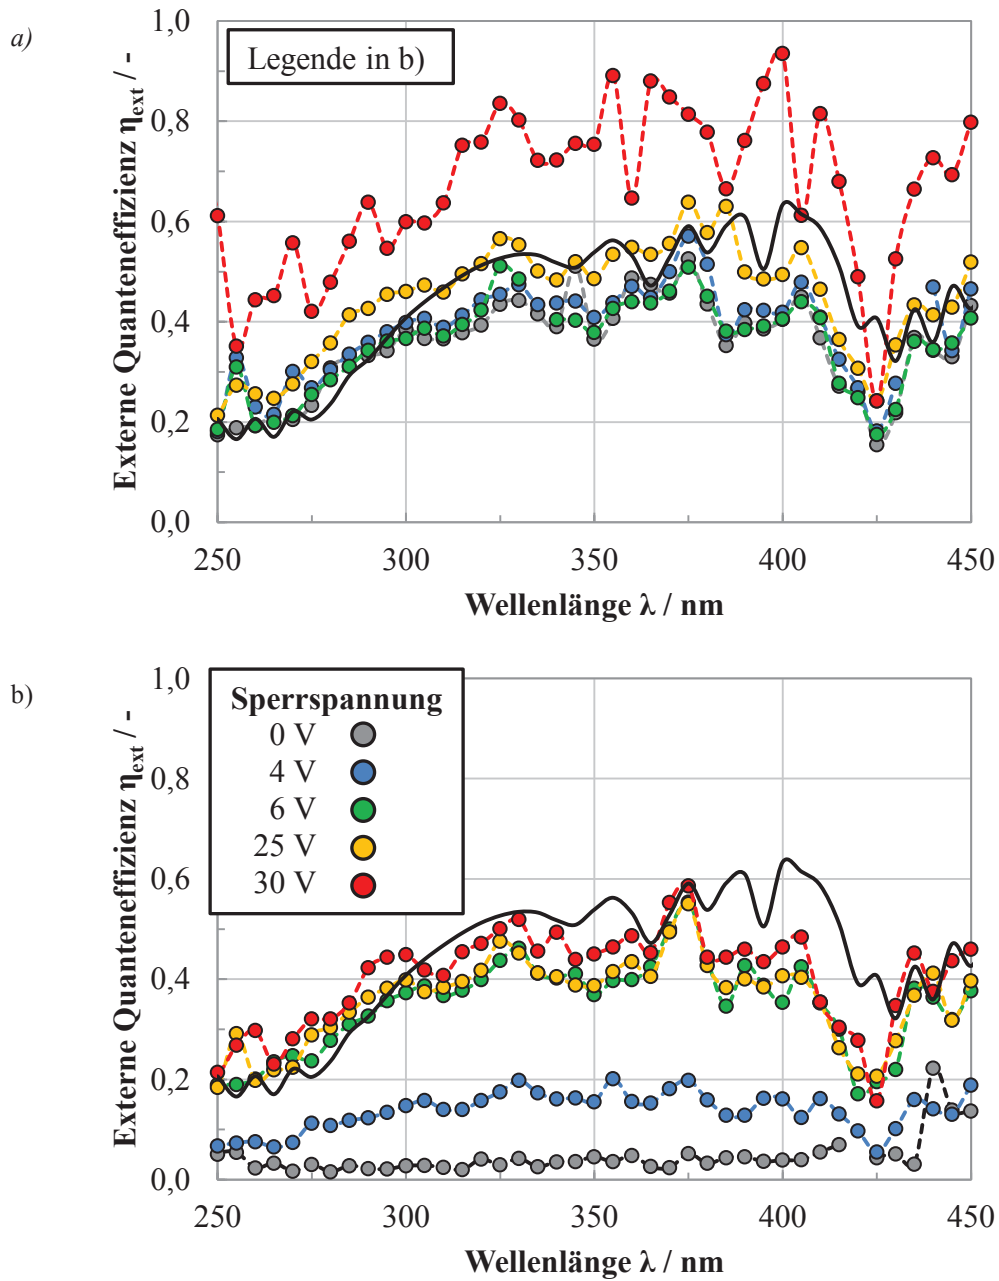 a)
Externe Quanteneffizienz ηext / -
1,0
0,8
0,6
0,4
0,2
0,0
Legende in b)
250 300 350 400 450
Wellenlänge λ / nm
b)
Externe Quanteneffizienz ηext / -
1,0
0,8
0,6
0,4
0,2
0,0
Sperrspannung
0 V
4 V
6 V
25 V
30 V
250 300 350 400 450
Wellenlänge λ / nm